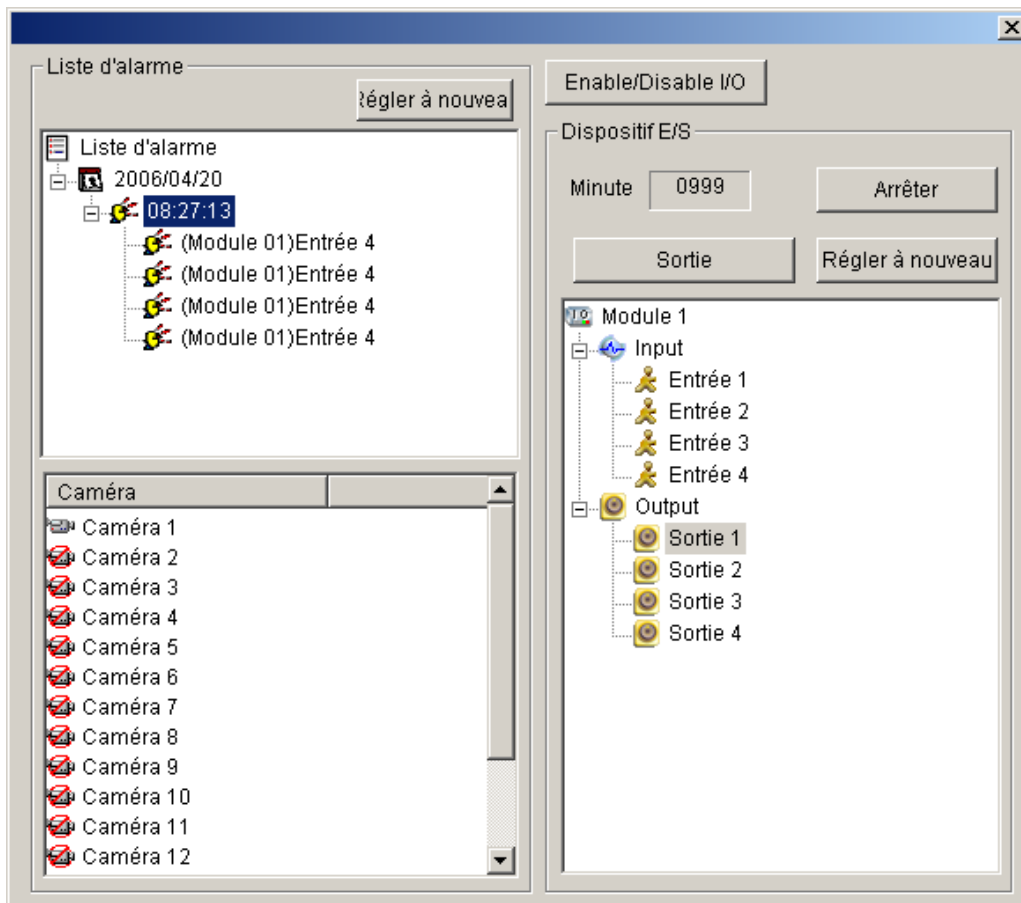 Liste d'alarme
Régler à nouvea
Liste d'alarme
2006/04/20
08:27:13
(Module 01)Entrée 4
(Module 01)Entrée 4
(Module 01)Entrée 4
(Module 01)Entrée 4
Caméra
Caméra 1
Caméra 2
Caméra 3
Caméra 4
Caméra 5
Caméra 6
Caméra 7
Caméra 8
Caméra 9
Caméra 10
Caméra 11
Caméra 12
Enable/Disable I/O
Dispositif E/S
Minute 0999 Arrêter
Sortie Régler à nouveau
Module 1
Input
Entrée 1
Entrée 2
Entrée 3
Entrée 4
Output
Sortie 1
Sortie 2
Sortie 3
Sortie 4